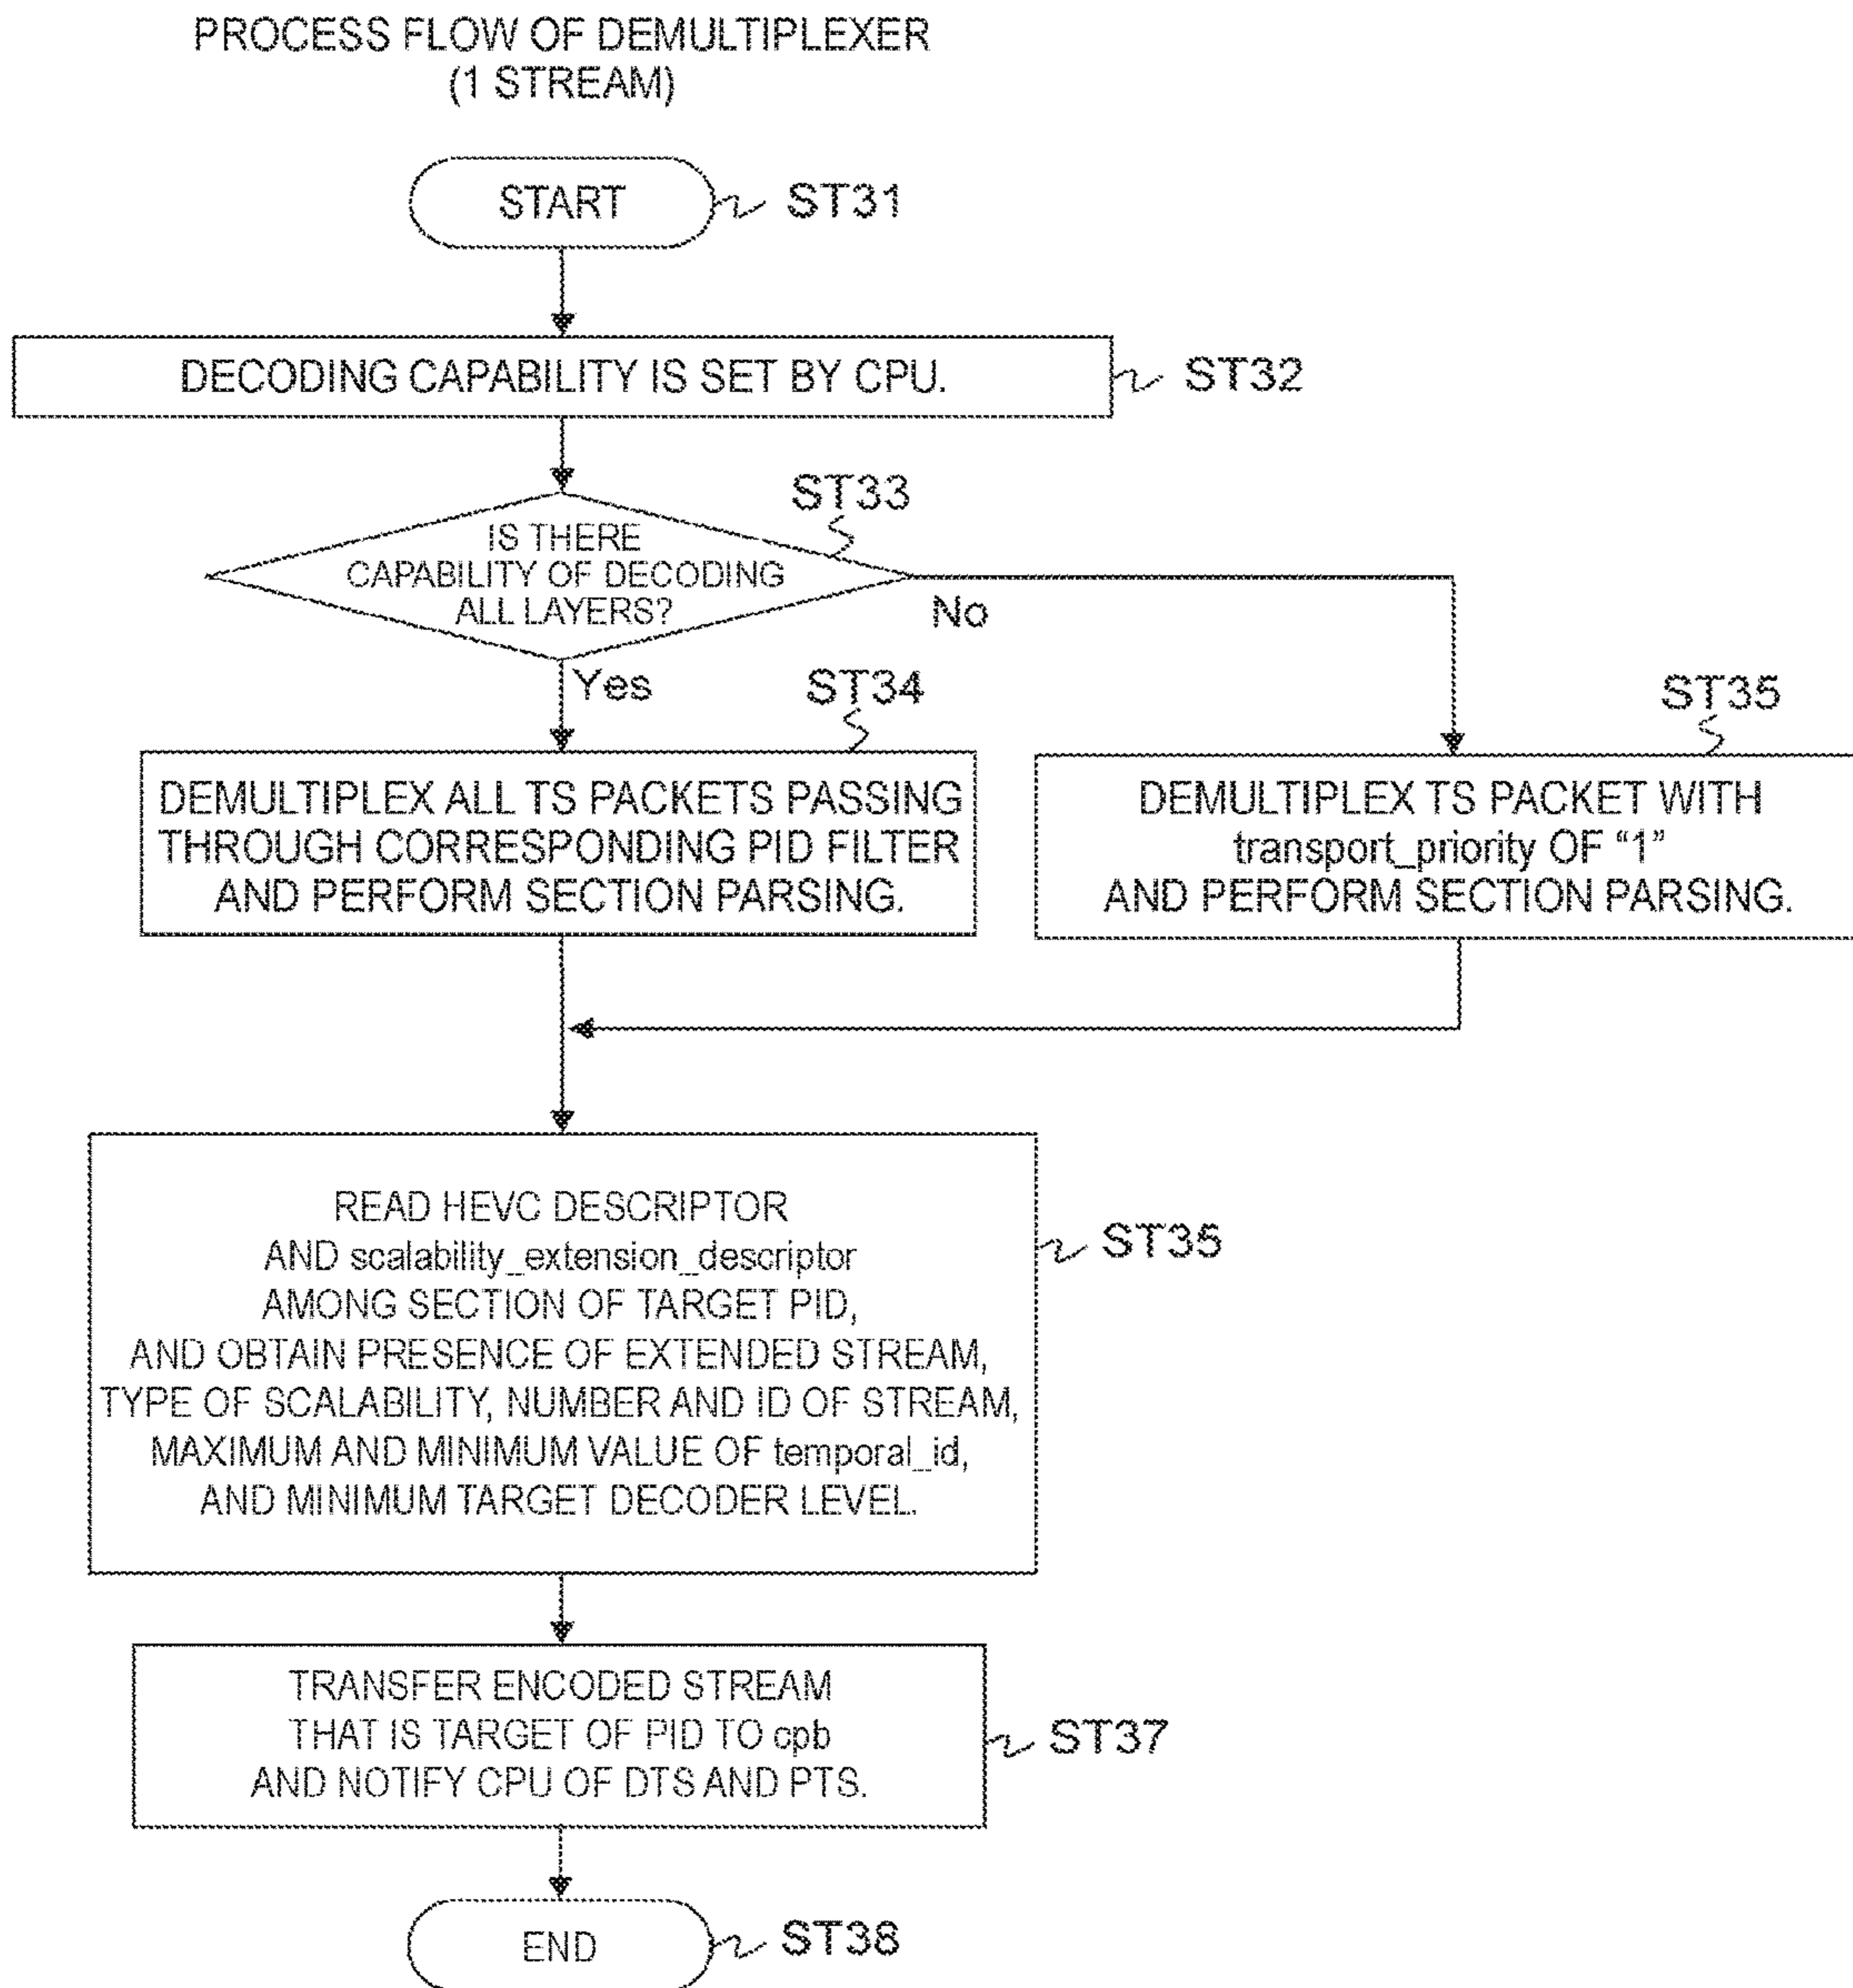 PROCESS FLOW OF DEMULTIPLEXER
(1 STREAM)
START
ST31
DECODING CAPABILITY IS SET BY CPU.
ST32
ST33
IS THERE
CAPABILITY OF DECODING
ALL LAYERS?
No
Yes
ST34
ST35
DEMULTIPLEX ALL TS PACKETS PASSING
THROUGH CORRESPONDING PID FILTER
AND PERFORM SECTION PARSING.
DEMULTIPLEX TS PACKET WITH
transport_priority OF “1”
AND PERFORM SECTION PARSING.
READ HEVC DESCRIPTOR
AND scalability_extension_descriptor
AMONG SECTION OF TARGET PID,
AND OBTAIN PRESENCE OF EXTENDED STREAM,
TYPE OF SCALABILITY, NUMBER AND ID OF STREAM,
MAXIMUM AND MINIMUM VALUE OF temporal_id,
AND MINIMUM TARGET DECODER LEVEL.
ST35
TRANSFER ENCODED STREAM
THAT IS TARGET OF PID TO cpb
AND NOTIFY CPU OF DTS AND PTS.
ST37
END
ST38